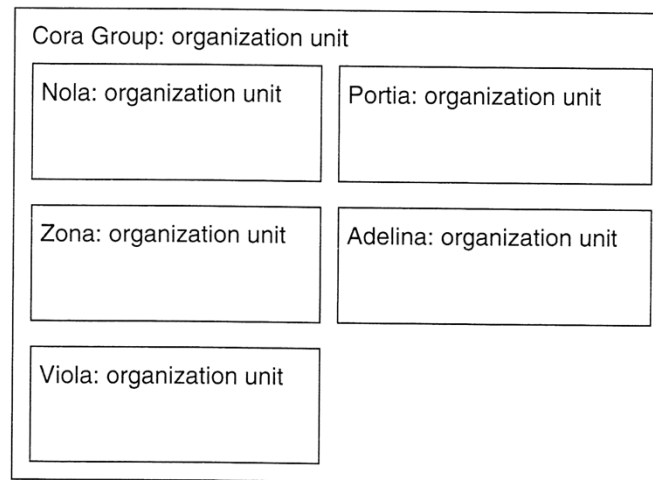 Cora Group: organization unit
Nola: organization unit
Portia: organization unit
Zona: organization unit
Adelina: organization unit
Viola: organization unit